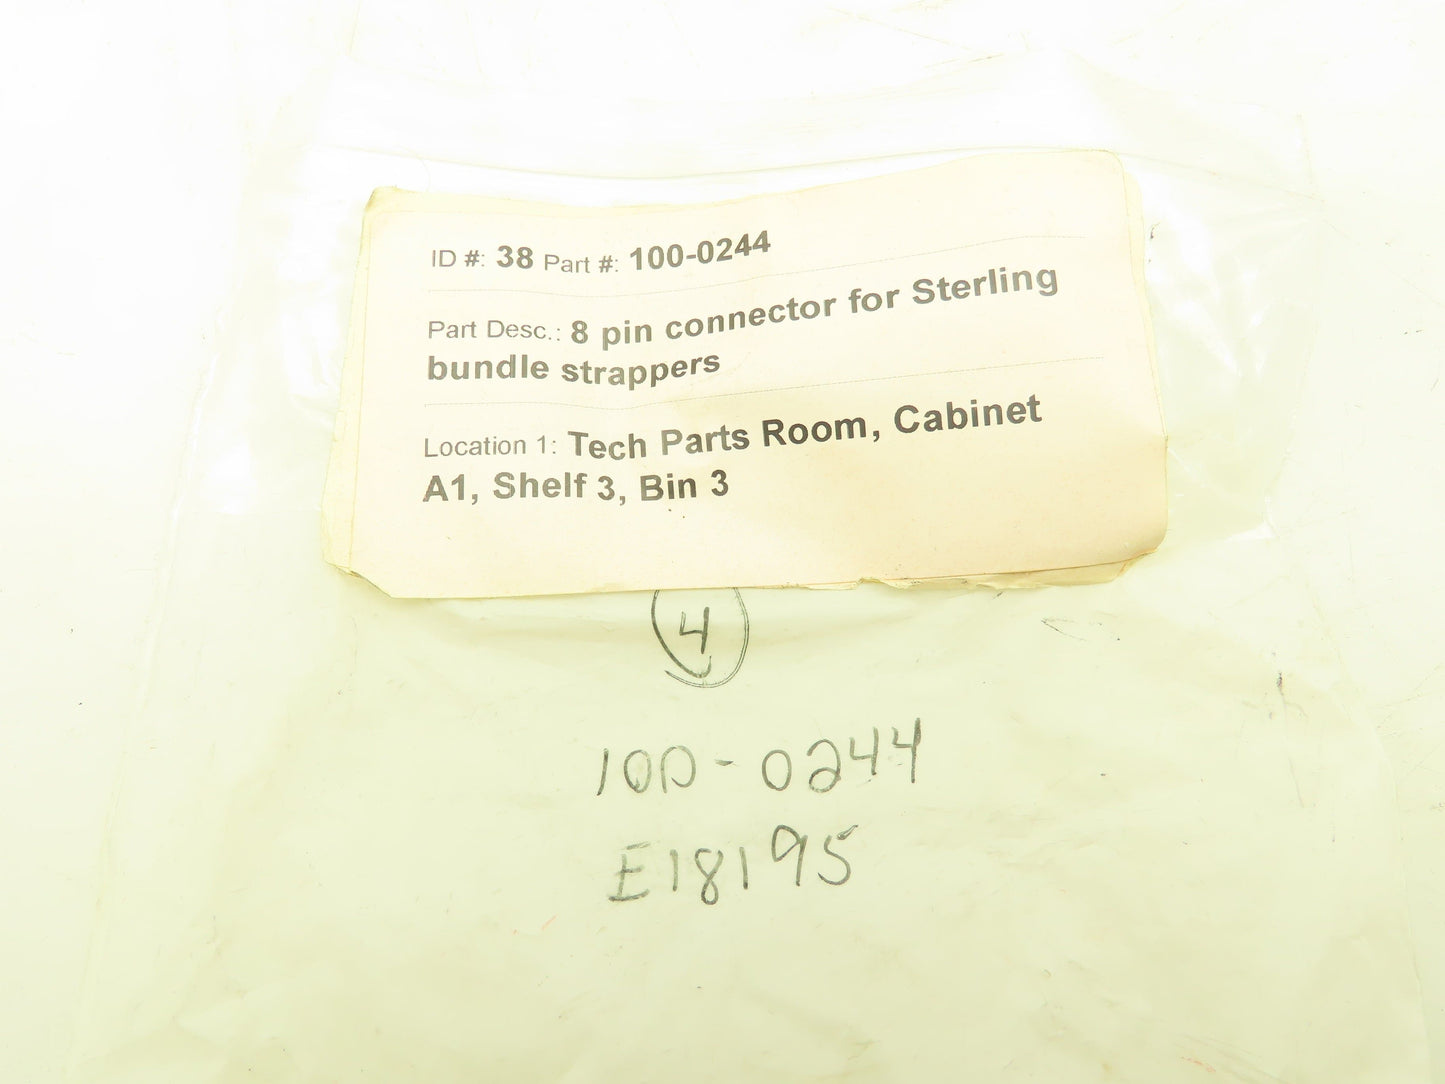 ID #: 38 Part #: 100-0244
Part Desc.: 8 pin connector for Sterling
bundle strappers
Location 1: Tech Parts Room, Cabinet
A1, Shelf 3, Bin 3
4
100-0244
E18195